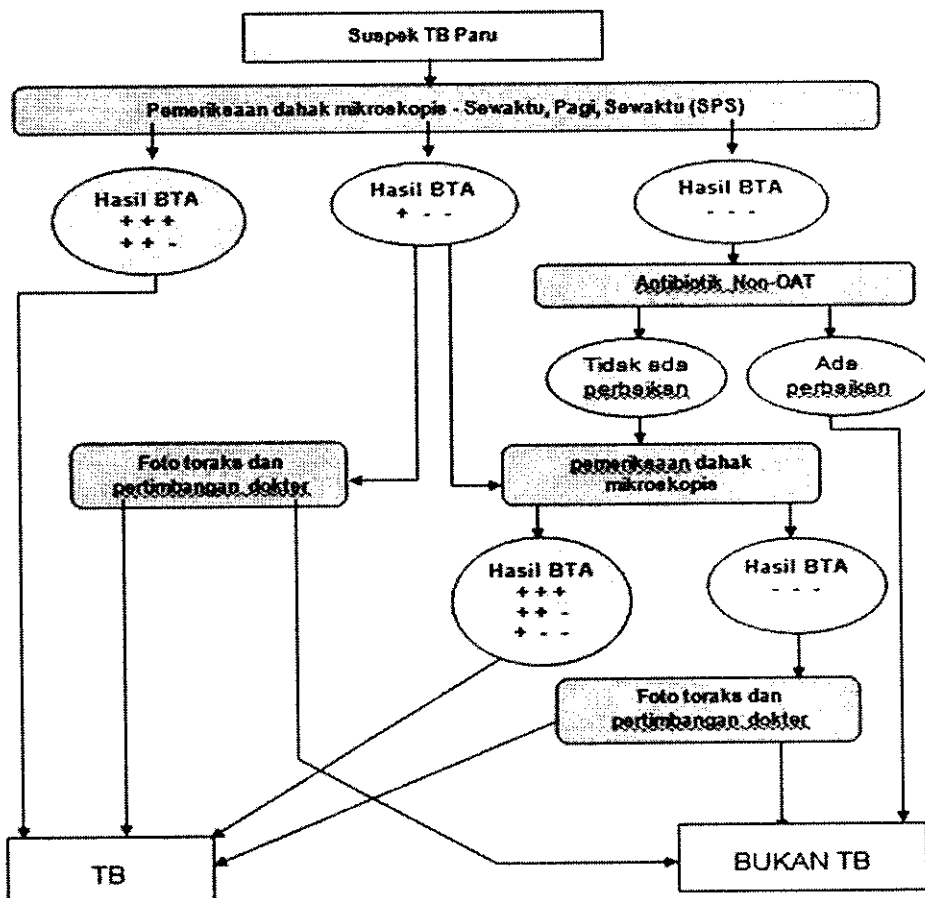 Suspek TB Paru
Pemeriksaan dahak mikroskopis - Sewaktu, Pagi, Sewaktu (SPS)
Hasil BTA
+ + +
+ + -
Hasil BTA
+ - -
Hasil BTA
- - -
Antibiotik Non-OAT
Tidak ada
perbaikan
Ada
perbaikan
Foto toraks dan
pertimbangan dokter
pemeriksaan dahak
mikroskopis
Hasil BTA
+ + +
+ + -
+ - -
Hasil BTA
- - -
Foto toraks dan
pertimbangan dokter
TB
BUKAN TB